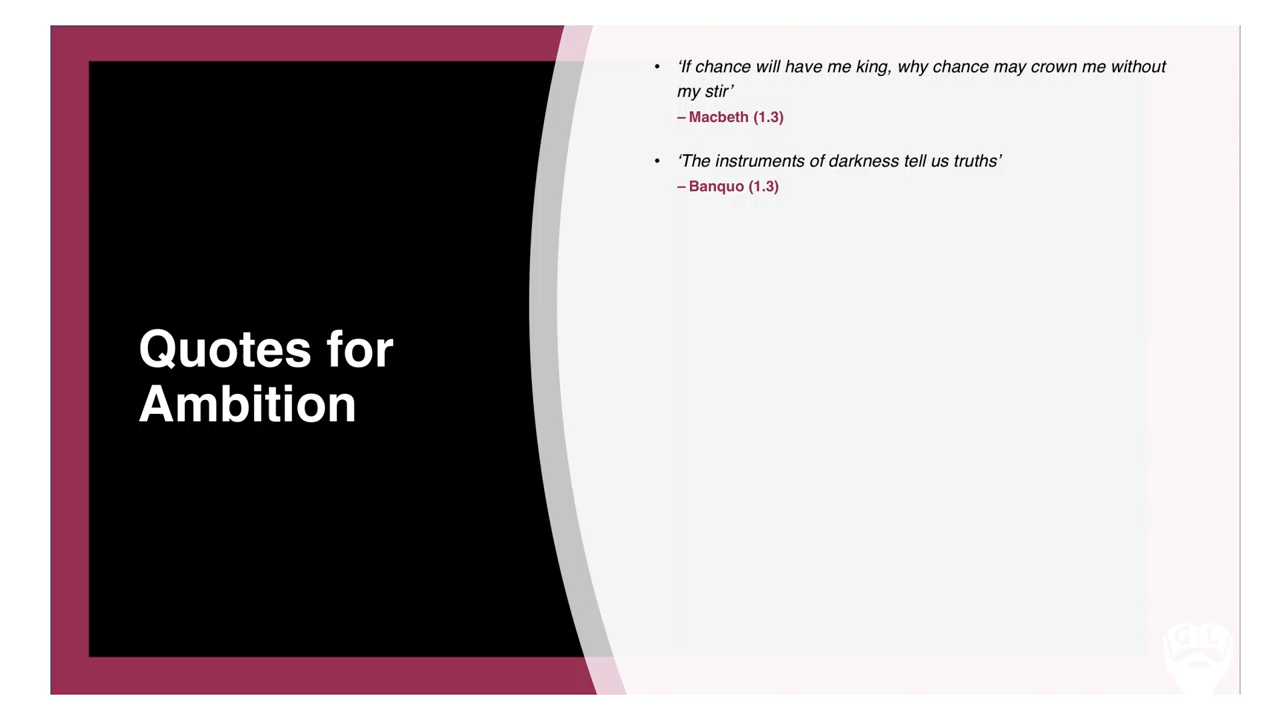 Quotes for
Ambition
• ‘If chance will have me king, why chance may crown me without
my stir’
– Macbeth (1.3)
• ‘The instruments of darkness tell us truths’
– Banquo (1.3)
G L